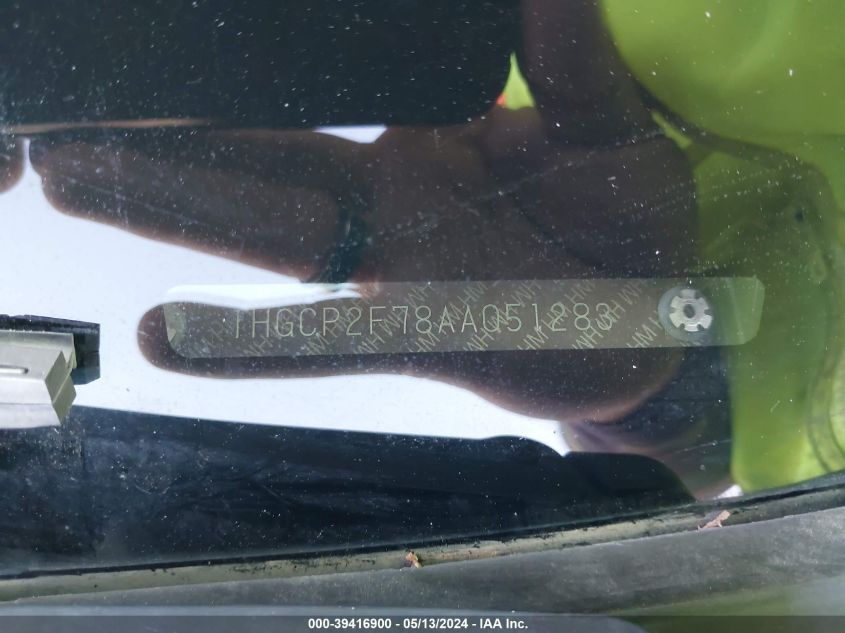 1HGCP2F78AA051283
000-39416900 - 05/13/2024 - IAA Inc.